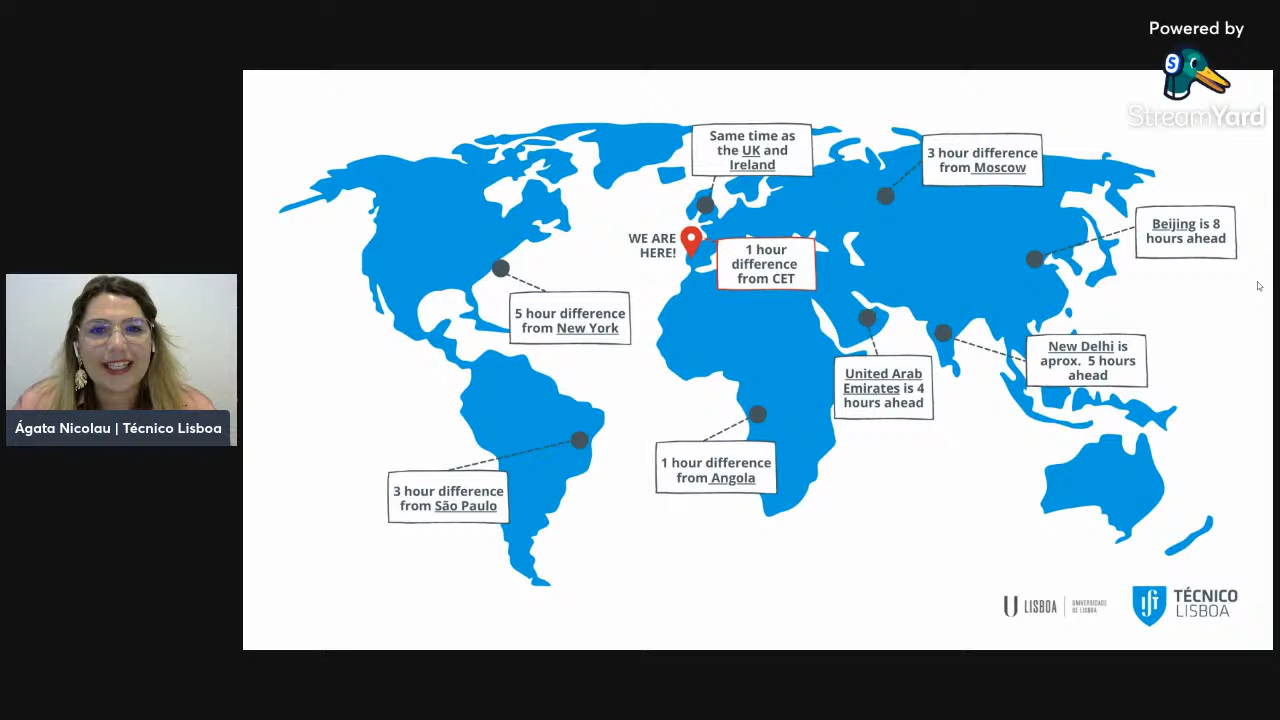 Powered by
S
StreamYard
Same time as
the UK and
Ireland
3 hour difference
from Moscow
Beijing is 8
hours ahead
WE ARE
HERE!
1 hour
difference
from CET
5 hour difference
from New York
New Delhi is
aprox. 5 hours
ahead
United Arab
Emirates is 4
hours ahead
Ágata Nicolau | Técnico Lisboa
1 hour difference
from Angola
3 hour difference
from São Paulo
U LISBOA
UNIVERSIDADE
DE LISBOA
TÉCNICO
LISBOA